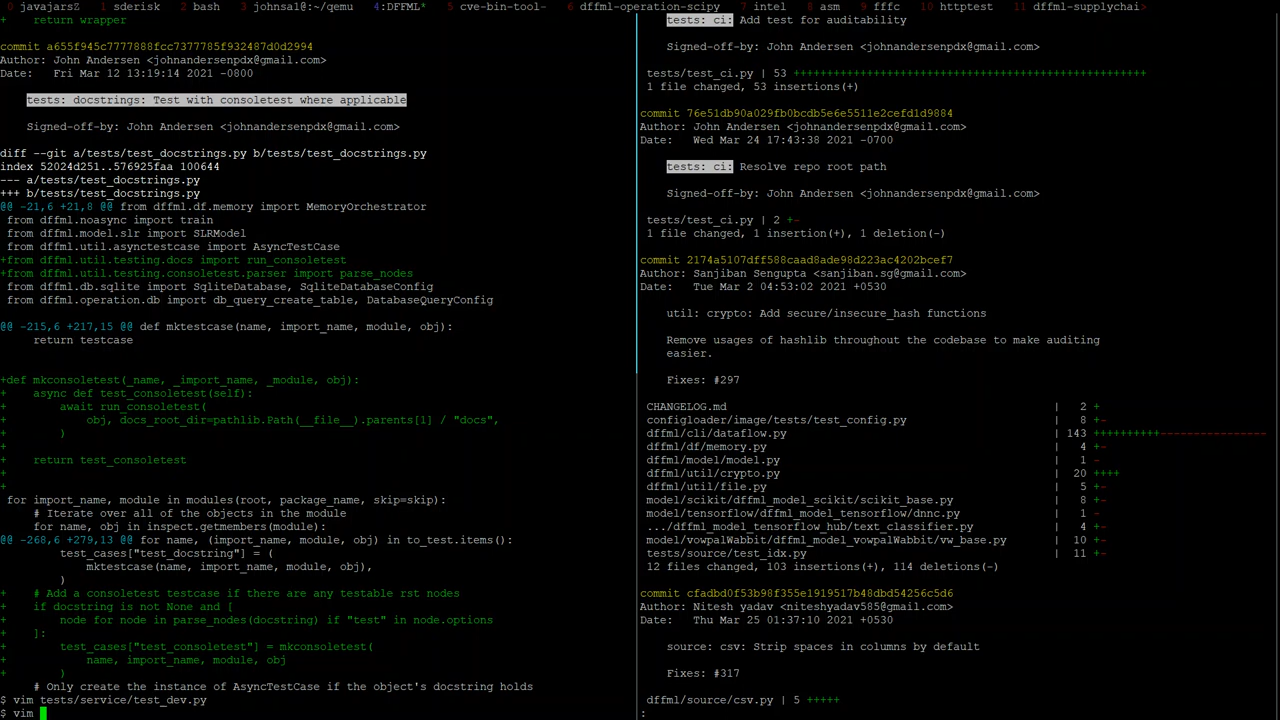 0 javajarsZ 1 sderisk 2 bash 3 johnsal@:~/qemu 4:DFFML* 5 cve-bin-tool- 6 dffml-operation-scipy 7 intel 8 asm 9 fffc 10 httptest 11 dffml-supplychai>
+        return wrapper
commit a655f945c7777888fcc7377785f932487d0d2994
Author: John Andersen <johnandersenpdx@gmail.com>
Date:   Fri Mar 12 13:19:14 2021 -0800
tests: docstrings: Test with consoletest where applicable
Signed-off-by: John Andersen <johnandersenpdx@gmail.com>
diff --git a/tests/test_docstrings.py b/tests/test_docstrings.py
index 52024d251..576925faa 100644
--- a/tests/test_docstrings.py
+++ b/tests/test_docstrings.py
@@ -21,6 +21,8 @@ from dffml.df.memory import MemoryOrchestrator
 from dffml.noasync import train
 from dffml.model.slr import SLRModel
 from dffml.util.asynctestcase import AsyncTestCase
+from dffml.util.testing.docs import run_consoletest
+from dffml.util.testing.consoletest.parser import parse_nodes
 from dffml.db.sqlite import SqliteDatabase, SqliteDatabaseConfig
 from dffml.operation.db import db_query_create_table, DatabaseQueryConfig
@@ -215,6 +217,15 @@ def mktestcase(name, import_name, module, obj):
     return testcase
+def mkconsoletest(_name, _import_name, _module, obj):
+    async def test_consoletest(self):
+        await run_consoletest(
+            obj, docs_root_dir=pathlib.Path(__file__).parents[1] / "docs",
+        )
+
+    return test_consoletest
+
+
 for import_name, module in modules(root, package_name, skip=skip):
     # Iterate over all of the objects in the module
     for name, obj in inspect.getmembers(module):
@@ -268,6 +279,13 @@ for name, (import_name, module, obj) in to_test.items():
         test_cases["test_docstring"] = (
             mktestcase(name, import_name, module, obj),
         )
+    # Add a consoletest testcase if there are any testable rst nodes
+    if docstring is not None and [
+        node for node in parse_nodes(docstring) if "test" in node.options
+    ]:
+        test_cases["test_consoletest"] = mkconsoletest(
+            name, import_name, module, obj
+        )
     # Only create the instance of AsyncTestCase if the object's docstring holds
$ vim tests/service/test_dev.py
$ vim
tests: ci: Add test for auditability
Signed-off-by: John Andersen <johnandersenpdx@gmail.com>
tests/test_ci.py | 53 +++++++++++++++++++++++++++++++++++++++++++++++++++++
1 file changed, 53 insertions(+)
commit 76e51db90a029fb0bcdb5e6e5511e2cefd1d9884
Author: John Andersen <johnandersenpdx@gmail.com>
Date:   Wed Mar 24 17:43:38 2021 -0700
tests: ci: Resolve repo root path
Signed-off-by: John Andersen <johnandersenpdx@gmail.com>
tests/test_ci.py | 2 +-
1 file changed, 1 insertion(+), 1 deletion(-)
commit 2174a5107dff588caad8ade98d223ac4202bcef7
Author: Sanjiban Sengupta <sanjiban.sg@gmail.com>
Date:   Tue Mar 2 04:53:02 2021 +0530
util: crypto: Add secure/insecure_hash functions
Remove usages of hashlib throughout the codebase to make auditing
easier.
Fixes: #297
CHANGELOG.md | 2 +
configloader/image/tests/test_config.py | 8 +-
dffml/cli/dataflow.py | 143 ++++++++++----------------
dffml/df/memory.py | 4 +-
dffml/model/model.py | 1 -
dffml/util/crypto.py | 20 ++++
dffml/util/file.py | 5 +-
model/scikit/dffml_model_scikit/scikit_base.py | 8 +-
model/tensorflow/dffml_model_tensorflow/dnnc.py | 1 -
.../dffml_model_tensorflow_hub/text_classifier.py | 4 +-
model/vowpalWabbit/dffml_model_vowpalWabbit/vw_base.py | 10 +-
tests/source/test_idx.py | 11 +-
12 files changed, 103 insertions(+), 114 deletions(-)
commit cfadbd0f53b98f355e1919517b48dbd54256c5d6
Author: Nitesh yadav <niteshyadav585@gmail.com>
Date:   Thu Mar 25 01:37:10 2021 +0530
source: csv: Strip spaces in columns by default
Fixes: #317
dffml/source/csv.py | 5 +++++
: